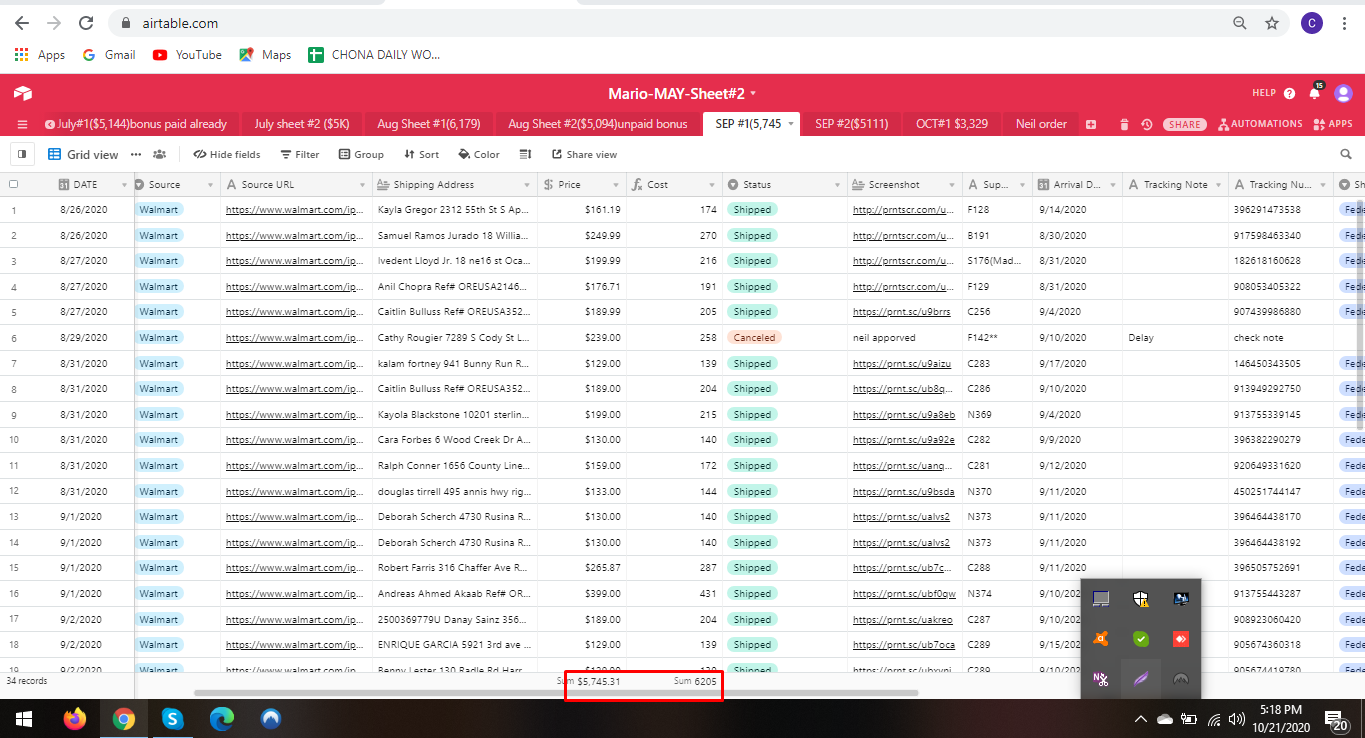 airtable.com
C
Apps Gmail YouTube Maps CHONA DAILY WO...
Mario-MAY-Sheet#2
HELP 15
July#1($5,144)bonus paid already July sheet #2 ($5K) Aug Sheet #1(6,179) Aug Sheet #2($5,094)unpaid bonus SEP #1(5,745 SEP #2($5111) OCT#1 $3,329 Neil order SHARE AUTOMATIONS APPS
Grid view Hide fields Filter Group Sort Color Share view
DATE Source Source URL Shipping Address Price Cost Status Screenshot Sup... Arrival D... Tracking Note Tracking Nu... Sh
1 8/26/2020 Walmart https://www.walmart.com/ip... Kayla Gregor 2312 55th St S Ap... $161.19 174 Shipped http://prntscr.com/u... F128 9/14/2020 396291473538 Fede
2 8/26/2020 Walmart https://www.walmart.com/ip... Samuel Ramos Jurado 18 Willia... $249.99 270 Shipped http://prntscr.com/u... B191 8/30/2020 917598463340 Fede
3 8/27/2020 Walmart https://www.walmart.com/ip... Ivedent Lloyd Jr. 18 ne16 st Oca... $199.99 216 Shipped http://prntscr.com/u... S176(Mad... 8/31/2020 182618160628 Fede
4 8/27/2020 Walmart https://www.walmart.com/ip... Anil Chopra Ref# OREUSA2146... $176.71 191 Shipped http://prntscr.com/u... F129 8/31/2020 908053405322 Fede
5 8/27/2020 Walmart https://www.walmart.com/ip... Caitlin Bulluss Ref# OREUSA352... $189.99 205 Shipped https://prnt.sc/u9brrs C256 9/4/2020 907439986880 Fede
6 8/29/2020 Walmart https://www.walmart.com/ip... Cathy Rougier 7289 S Cody St L... $239.00 258 Canceled neil apporved F142** 9/10/2020 Delay check note
7 8/31/2020 Walmart https://www.walmart.com/ip... kalam fortney 941 Bunny Run R... $129.00 139 Shipped https://prnt.sc/u9aizu C283 9/17/2020 146450343505 Fede
8 8/31/2020 Walmart https://www.walmart.com/ip... Caitlin Bulluss Ref# OREUSA352... $189.00 204 Shipped https://prnt.sc/ub8q... C286 9/10/2020 913949292750 Fede
9 8/31/2020 Walmart https://www.walmart.com/ip... Kayola Blackstone 10201 sterlin... $199.00 215 Shipped https://prnt.sc/u9a8eb N369 9/4/2020 913755339145 Fede
10 8/31/2020 Walmart https://www.walmart.com/ip... Cara Forbes 6 Wood Creek Dr A... $130.00 140 Shipped https://prnt.sc/u9a92e C282 9/9/2020 396382290279 Fede
11 8/31/2020 Walmart https://www.walmart.com/ip... Ralph Conner 1656 County Line... $159.00 172 Shipped https://prnt.sc/uanq... C281 9/12/2020 920649331620 Fede
12 8/31/2020 Walmart https://www.walmart.com/ip... douglas tirrell 495 annis hwy rig... $133.00 144 Shipped https://prnt.sc/u9bsda N370 9/11/2020 450251744147 Fede
13 9/1/2020 Walmart https://www.walmart.com/ip... Deborah Scherch 4730 Rusina R... $130.00 140 Shipped https://prnt.sc/ualvs2 N373 9/11/2020 396464438170 Fede
14 9/1/2020 Walmart https://www.walmart.com/ip... Deborah Scherch 4730 Rusina R... $130.00 140 Shipped https://prnt.sc/ualvs2 N373 9/11/2020 396464438192 Fede
15 9/1/2020 Walmart https://www.walmart.com/ip... Robert Farris 316 Chaffer Ave R... $265.87 287 Shipped https://prnt.sc/ub7c... C288 9/11/2020 396505752691 Fede
16 9/1/2020 Walmart https://www.walmart.com/ip... Andreas Ahmed Akaab Ref# OR... $399.00 431 Shipped https://prnt.sc/ubf0qw N374 9/10/202 913755443287 Fede
17 9/2/2020 Walmart https://www.walmart.com/ip... 2500369779U Danay Sainz 356... $189.00 204 Shipped https://prnt.sc/uakreo C287 9/10/202 908923060420 Fede
18 9/2/2020 Walmart https://www.walmart.com/ip... ENRIQUE GARCIA 5921 3rd ave ... $129.00 139 Shipped https://prnt.sc/ub7oca C289 9/15/202 905674360318 Fede
19 9/2/2020 Walmart https://www.walmart.com/ip... Benny Lester 130 Radle Rd Harr... $129.00 139 Shipped C289 9/10/202 905674419780 Fede
34 records Sum $5,745.31 Sum 6205
5:18 PM
10/21/2020
20